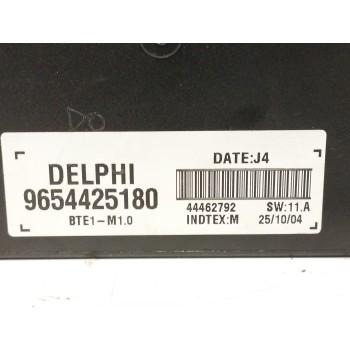 DELPHI
9654425180
BTE1-M1.0
DATE:J4
44462792 SW:11.A
INDTEX:M 25/10/04